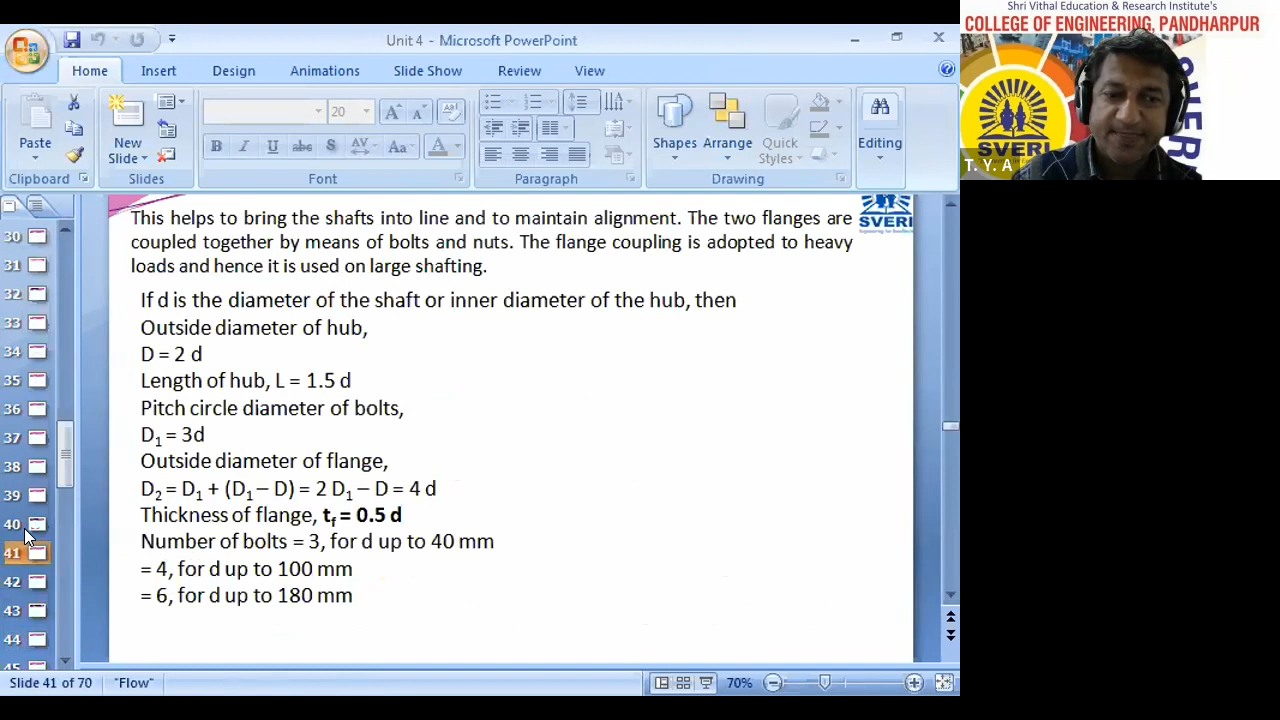 Shri Vithal Education & Research Institute's
COLLEGE OF ENGINEERING, PANDHARPUR
Unit 4 - Microsoft PowerPoint
Home Insert Design Animations Slide Show Review View
20
Paste
New
Slide
Shapes Arrange Quick
Styles
Editing
B I U abc S AV Aa A
Clipboard Slides Font Paragraph Drawing
SVERI
SVERI
T. Y. A
SVERI
This helps to bring the shafts into line and to maintain alignment. The two flanges are
coupled together by means of bolts and nuts. The flange coupling is adopted to heavy
loads and hence it is used on large shafting.
If d is the diameter of the shaft or inner diameter of the hub, then
Outside diameter of hub,
D = 2 d
Length of hub, L = 1.5 d
Pitch circle diameter of bolts,
D₁ = 3d
Outside diameter of flange,
D₂ = D₁ + (D₁ – D) = 2 D₁ – D = 4 d
Thickness of flange, tf = 0.5 d
Number of bolts = 3, for d up to 40 mm
= 4, for d up to 100 mm
= 6, for d up to 180 mm
30
31
32
33
34
35
36
37
38
39
40
41
42
43
44
45
Slide 41 of 70 "Flow" 70%